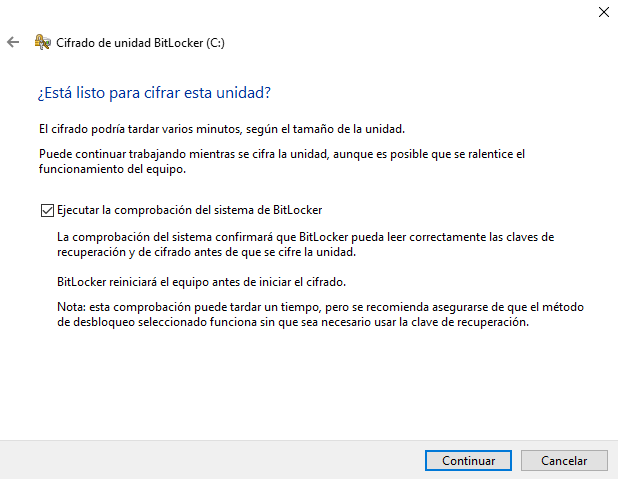 Cifrado de unidad BitLocker (C:)
¿Está listo para cifrar esta unidad?
El cifrado podría tardar varios minutos, según el tamaño de la unidad.
Puede continuar trabajando mientras se cifra la unidad, aunque es posible que se ralentice el
funcionamiento del equipo.
Ejecutar la comprobación del sistema de BitLocker
La comprobación del sistema confirmará que BitLocker pueda leer correctamente las claves de
recuperación y de cifrado antes de que se cifre la unidad.
BitLocker reiniciará el equipo antes de iniciar el cifrado.
Nota: esta comprobación puede tardar un tiempo, pero se recomienda asegurarse de que el método
de desbloqueo seleccionado funciona sin que sea necesario usar la clave de recuperación.
Continuar
Cancelar